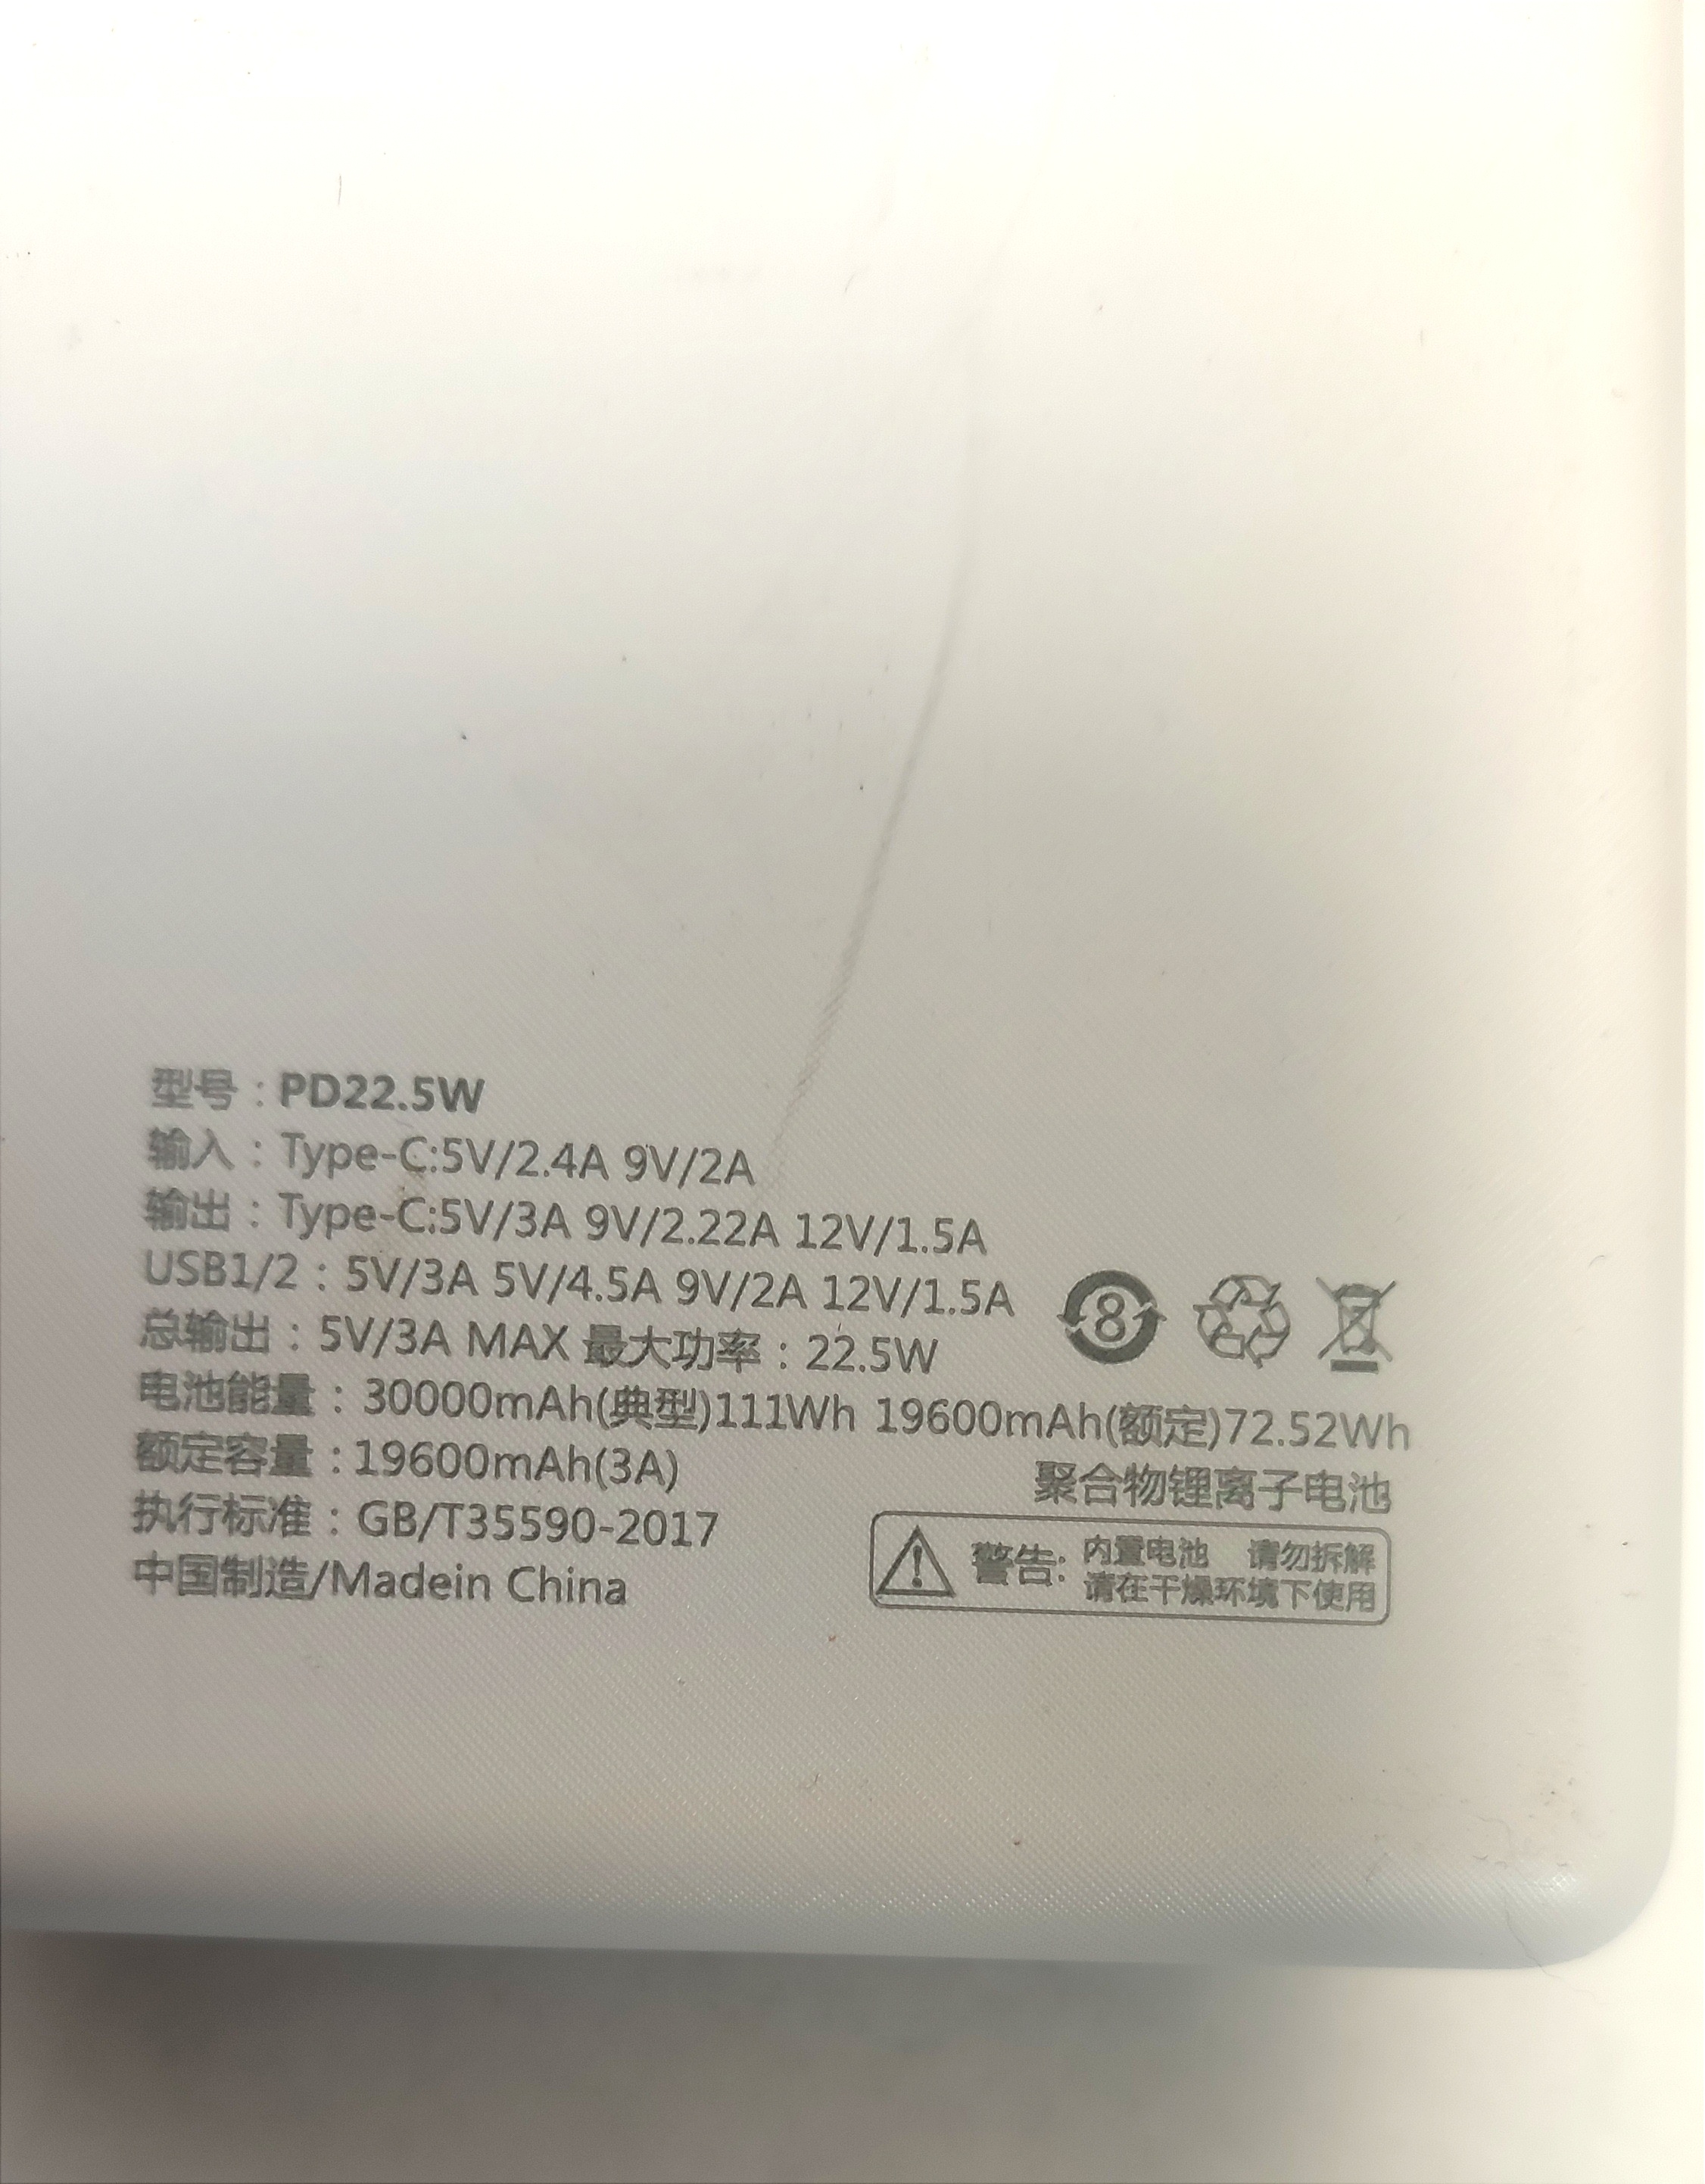 型号：PD22.5W
输入：Type-C:5V/2.4A 9V/2A
输出：Type-C:5V/3A 9V/2.22A 12V/1.5A
USB1/2：5V/3A 5V/4.5A 9V/2A 12V/1.5A
总输出：5V/3A MAX 最大功率：22.5W
8
电池能量：30000mAh(典型)111Wh 19600mAh(额定)72.52Wh
额定容量：19600mAh(3A)
聚合物锂离子电池
执行标准：GB/T35590-2017
中国制造/Madein China
警告: 内置电池 请勿拆解
请在干燥环境下使用